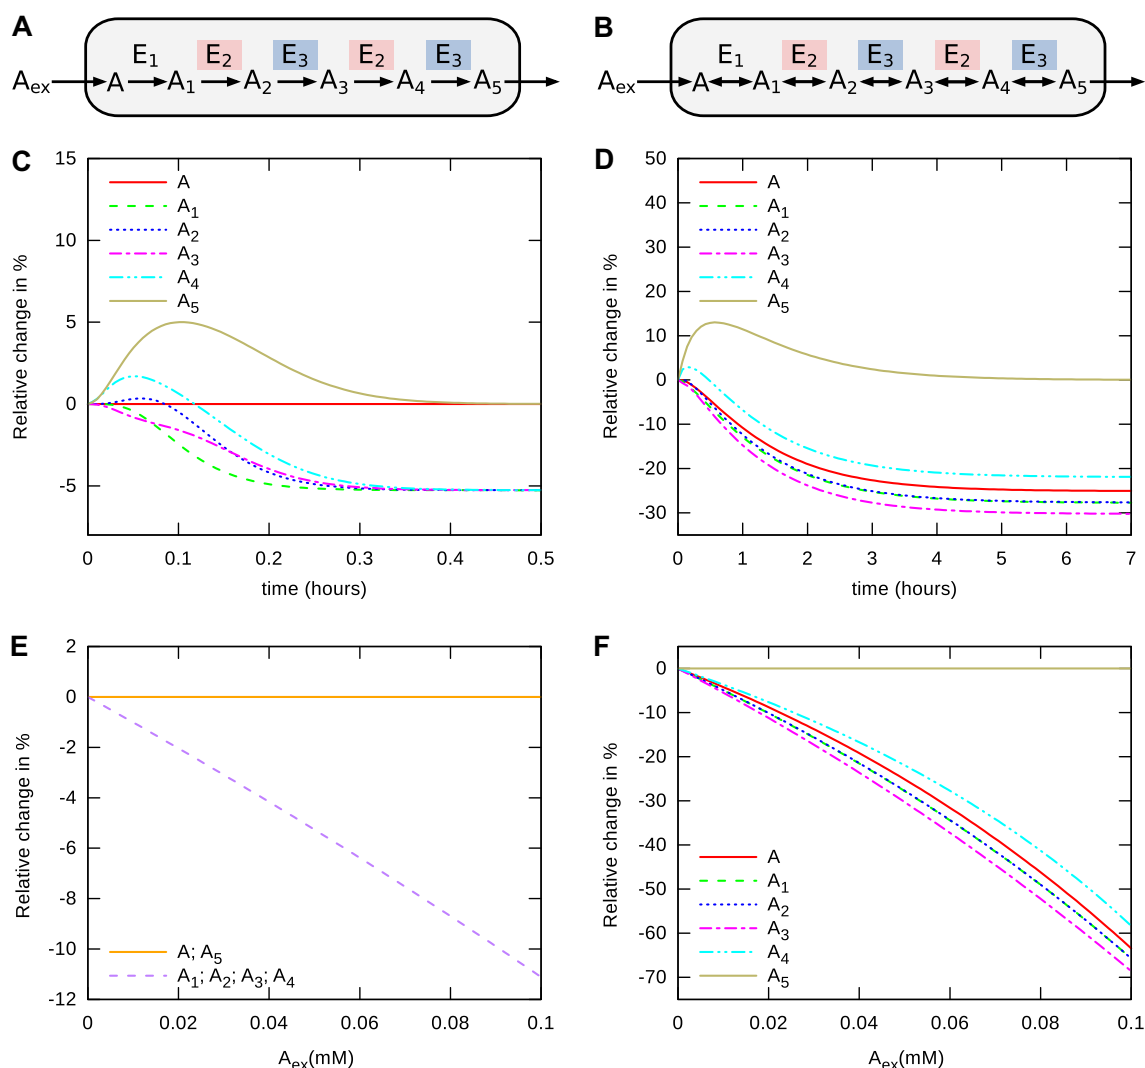 A
E1 E2 E3 E2 E3
Aex A A1 A2 A3 A4 A5
B
E1 E2 E3 E2 E3
Aex A A1 A2 A3 A4 A5
C
Relative change in %
15
10
5
0
-5
A
A1
A2
A3
A4
A5
0 0.1 0.2 0.3 0.4 0.5
time (hours)
D
Relative change in %
50
40
30
20
10
0
-10
-20
-30
A
A1
A2
A3
A4
A5
0 1 2 3 4 5 6 7
time (hours)
E
Relative change in %
2
0
-2
-4
-6
-8
-10
-12
A; A5
A1; A2; A3; A4
0 0.02 0.04 0.06 0.08 0.1
Aex(mM)
F
Relative change in %
0
-10
-20
-30
-40
-50
-60
-70
A
A1
A2
A3
A4
A5
0 0.02 0.04 0.06 0.08 0.1
Aex(mM)